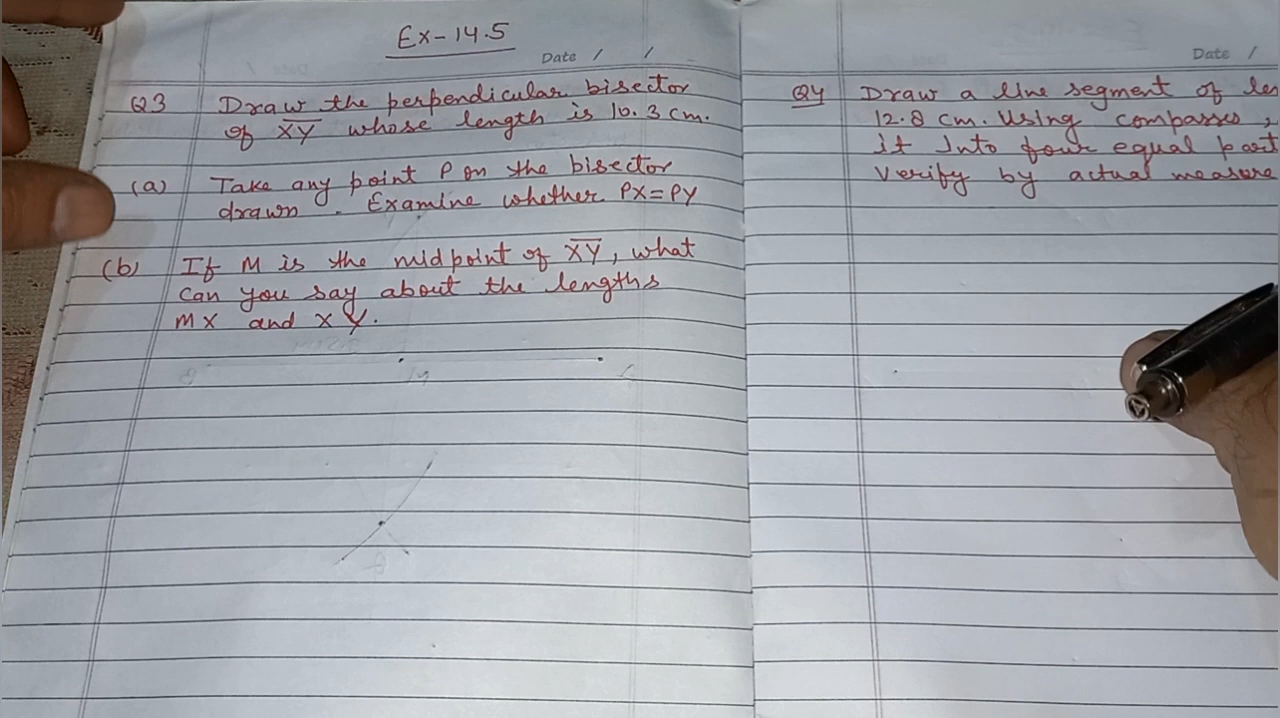 Ex-14.5
Date / /
Q3 Draw the perpendicular bisector
of XY whose length is 10.3 cm.
(a) Take any point P on the bisector
drawn. Examine whether PX=PY
(b) If M is the midpoint of XY, what
can you say about the lengths
MX and XY.
Date /
Q4 Draw a line segment of
12.8 cm. Using compasses,
it Into four equal part
Verify by actual measure